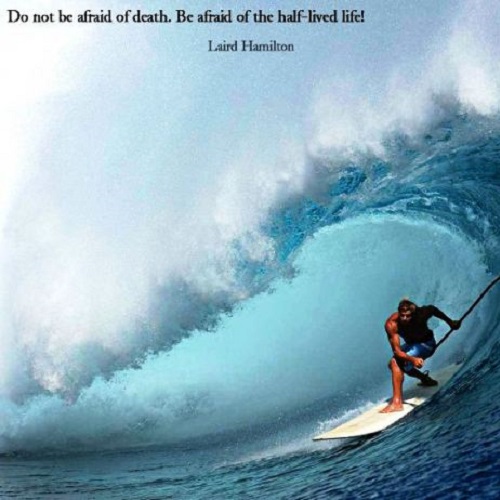 Do not be afraid of death. Be afraid of the half-lived life!
Laird Hamilton